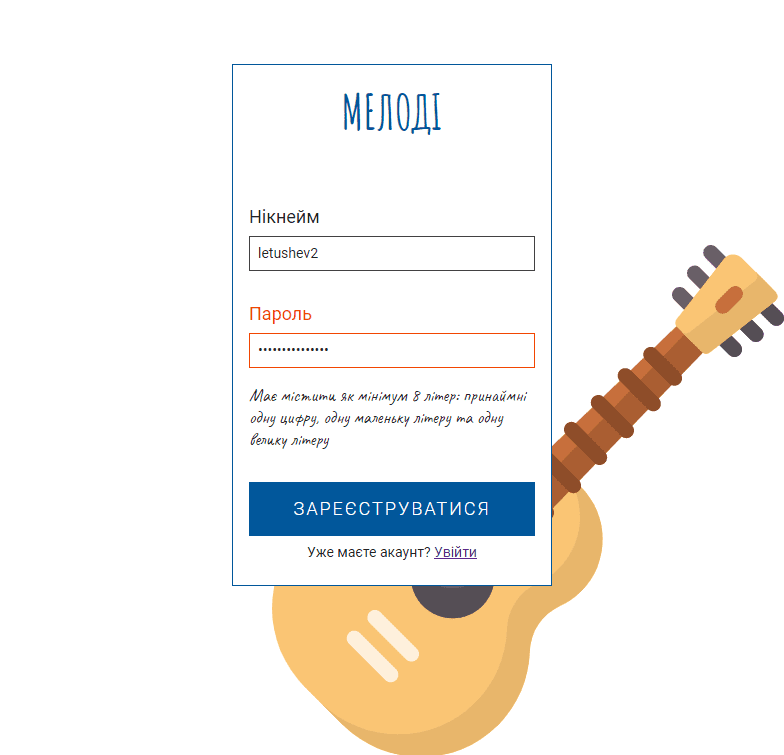 МЕЛОДІ
Нікнейм
letushev2
Пароль
•••••••••••••••
Має містити як мінімум 8 літер: принаймні
одну цифру, одну маленьку літеру та одну
велику літеру
ЗАРЕЄСТРУВАТИСЯ
Уже маєте акаунт? Увійти